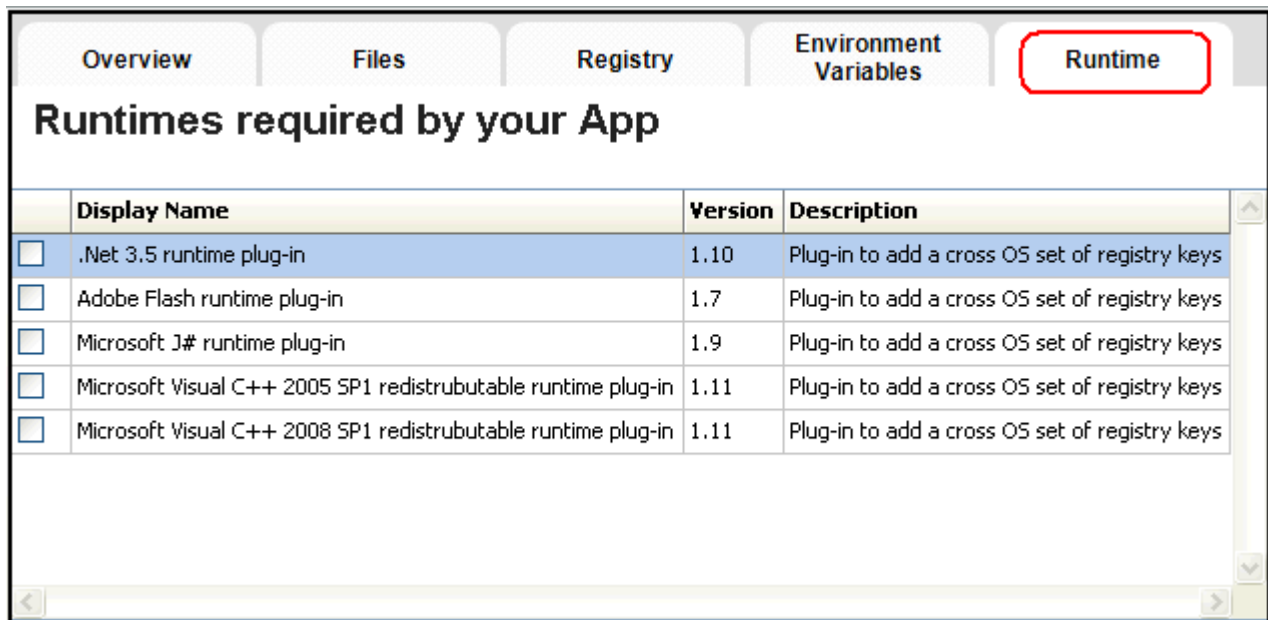 Overview Files Registry Environment Variables Runtime
Runtimes required by your App
Display Name Version Description
.Net 3.5 runtime plug-in 1.10 Plug-in to add a cross OS set of registry keys
Adobe Flash runtime plug-in 1.7 Plug-in to add a cross OS set of registry keys
Microsoft J# runtime plug-in 1.9 Plug-in to add a cross OS set of registry keys
Microsoft Visual C++ 2005 SP1 redistrubutable runtime plug-in 1.11 Plug-in to add a cross OS set of registry keys
Microsoft Visual C++ 2008 SP1 redistrubutable runtime plug-in 1.11 Plug-in to add a cross OS set of registry keys